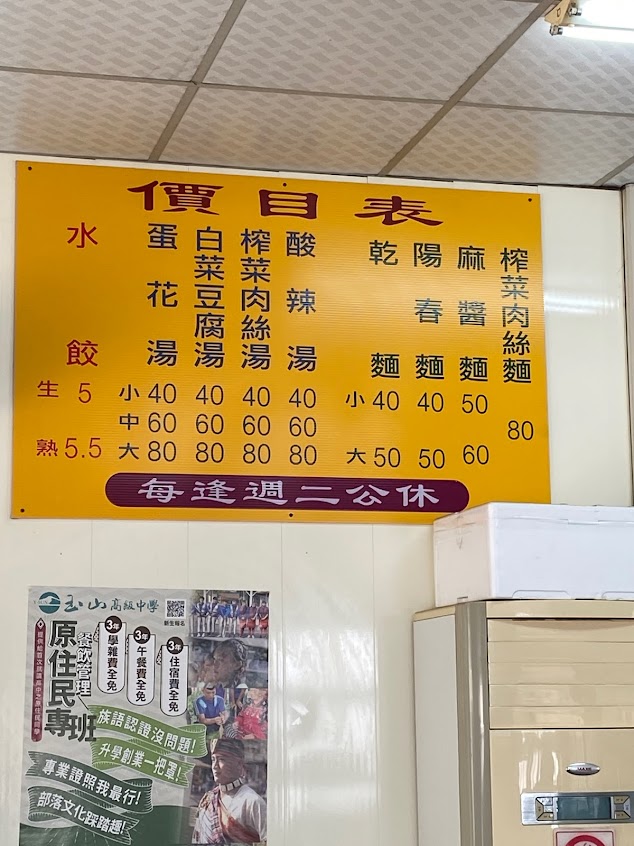 價目表
水餃
生 5
熟 5.5
蛋花湯
白菜豆腐湯
榨菜肉絲湯
酸辣湯
小 40 40 40 40
中 60 60 60 60
大 80 80 80 80
乾麵
陽春麵
麻醬麵
榨菜肉絲麵
小 40 40 50
80
大 50 50 60
每逢週二公休
玉山高級中學
新生報名
餐飲管理
原住民專班
3年 學雜費全免
3年 午餐費全免
3年 住宿費全免
族語認證沒問題!
升學創業一把罩!
專業證照我最行!
部落文化踩踏趣!